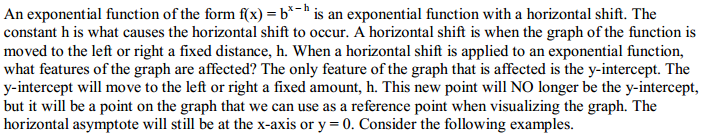 An exponential function of the form f(x) = b^{x – h} is an exponential function with a horizontal shift. The
constant h is what causes the horizontal shift to occur. A horizontal shift is when the graph of the function is
moved to the left or right a fixed distance, h. When a horizontal shift is applied to an exponential function,
what features of the graph are affected? The only feature of the graph that is affected is the y-intercept. The
y-intercept will move to the left or right a fixed amount, h. This new point will NO longer be the y-intercept,
but it will be a point on the graph that we can use as a reference point when visualizing the graph. The
horizontal asymptote will still be at the x-axis or y = 0. Consider the following examples.